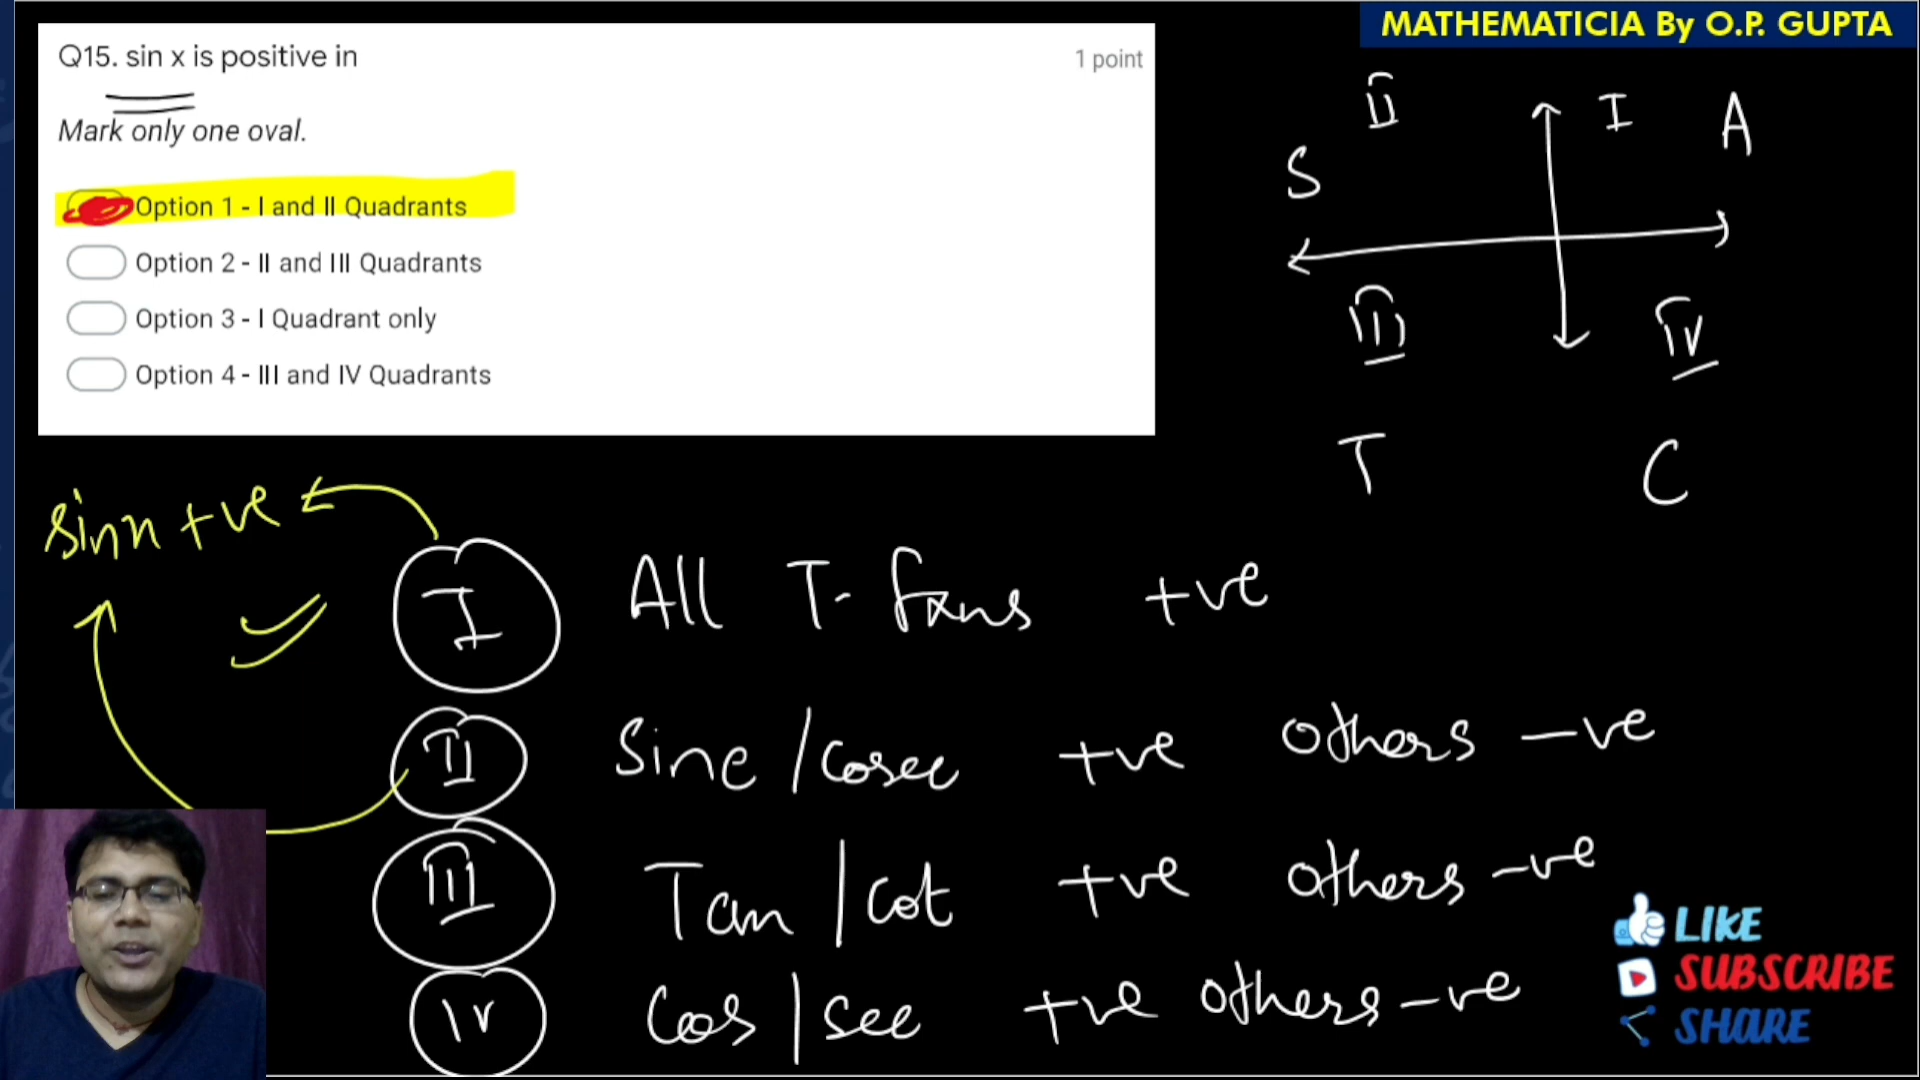 MATHEMATICIA By O.P. GUPTA
Q15. sin x is positive in
1 point
Mark only one oval.
Option 1 - I and II Quadrants
Option 2 - II and III Quadrants
Option 3 - I Quadrant only
Option 4 - III and IV Quadrants
II I A
S
III IV
T C
sinx +ve
I All T- fxns +ve
II Sine / Cosec +ve others -ve
III Tan / cot +ve others -ve
IV Cos | sec +ve others -ve
LIKE
SUBSCRIBE
SHARE